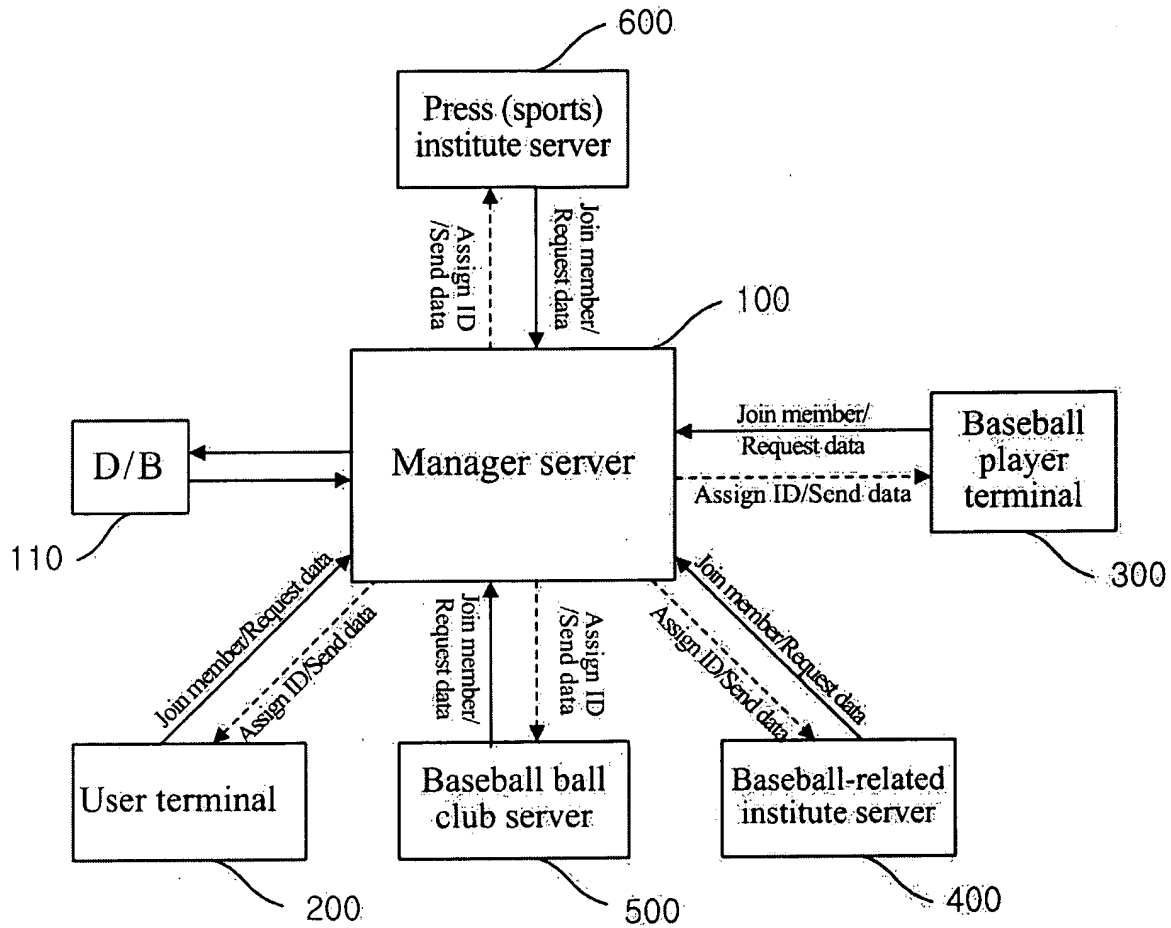 600
Press (sports)
institute server
Assign ID
/Send data
Join member/
Request data
100
Manager server
D/B
110
Join member/
Request data
Assign ID/Send data
Baseball
player
terminal
300
Join member/Request data
Assign ID/Send data
Join member/
Request data
Assign ID
/Send data
Join member/Request data
Assign ID/Send data
User terminal
200
Baseball ball
club server
500
Baseball-related
institute server
400